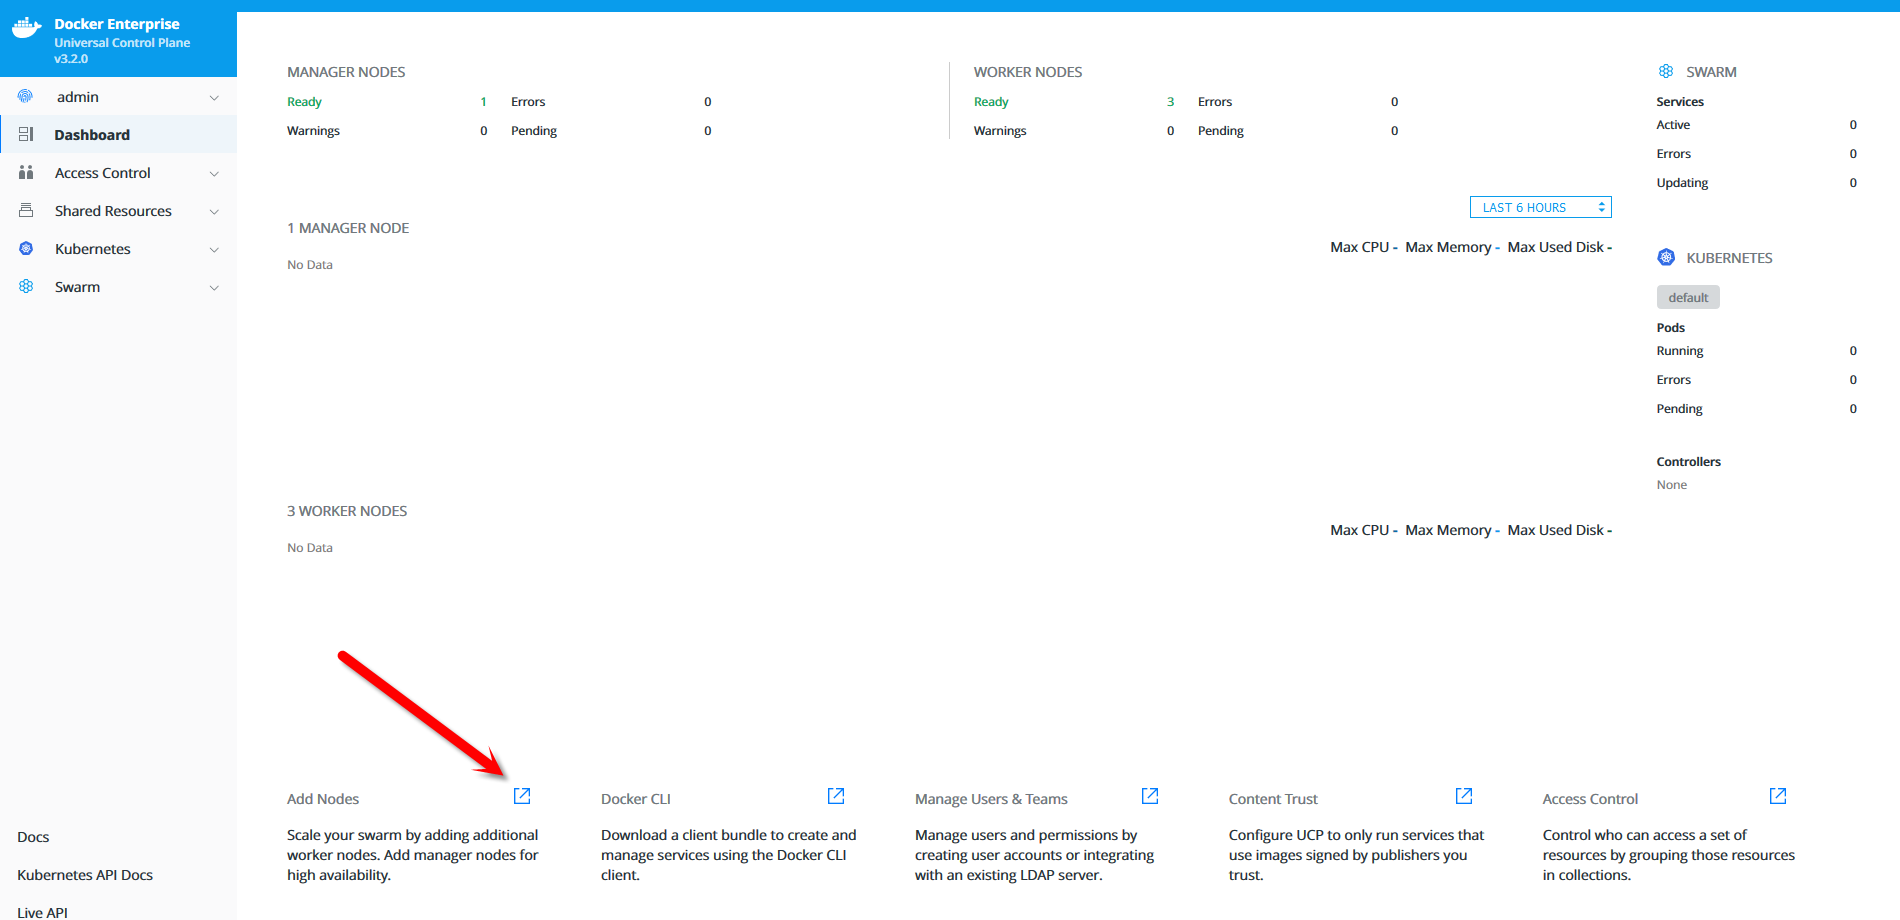 Docker Enterprise
Universal Control Plane
v3.2.0
admin
Dashboard
Access Control
Shared Resources
Kubernetes
Swarm
Docs
Kubernetes API Docs
Live API
MANAGER NODES
Ready 1 Errors 0
Warnings 0 Pending 0
WORKER NODES
Ready 3 Errors 0
Warnings 0 Pending 0
LAST 6 HOURS
1 MANAGER NODE
Max CPU - Max Memory - Max Used Disk -
No Data
3 WORKER NODES
Max CPU - Max Memory - Max Used Disk -
No Data
SWARM
Services
Active 0
Errors 0
Updating 0
KUBERNETES
default
Pods
Running 0
Errors 0
Pending 0
Controllers
None
Add Nodes
Scale your swarm by adding additional
worker nodes. Add manager nodes for
high availability.
Docker CLI
Download a client bundle to create and
manage services using the Docker CLI
client.
Manage Users & Teams
Manage users and permissions by
creating user accounts or integrating
with an existing LDAP server.
Content Trust
Configure UCP to only run services that
use images signed by publishers you
trust.
Access Control
Control who can access a set of
resources by grouping those resources
in collections.